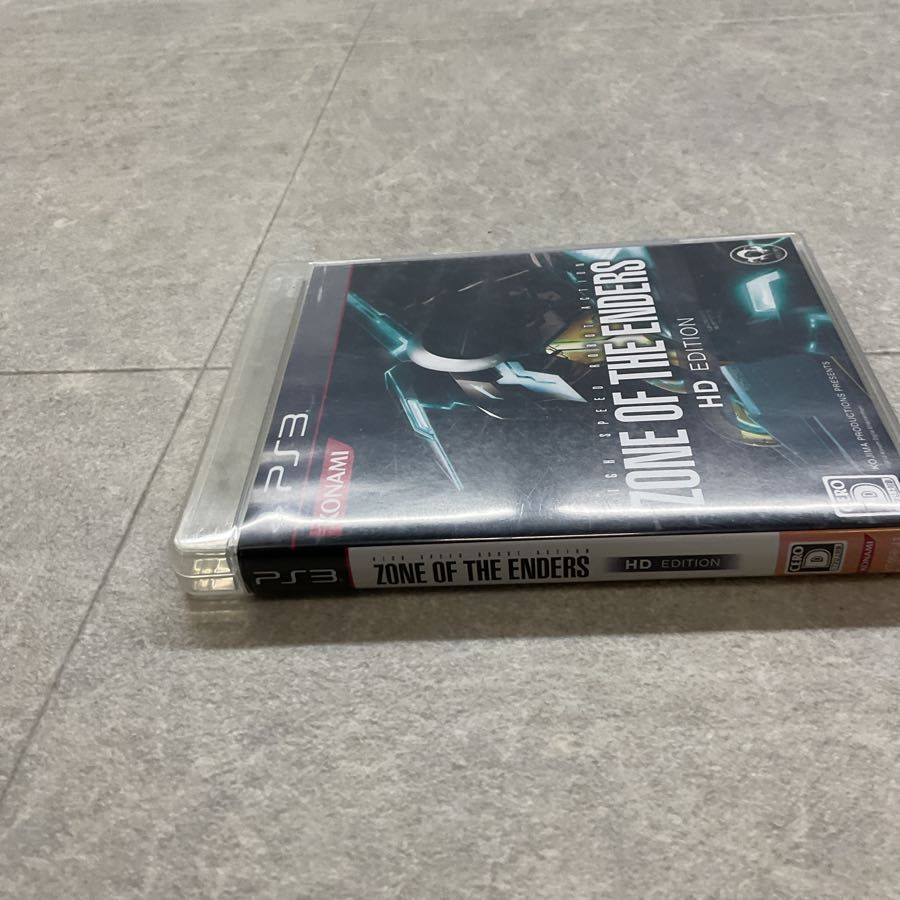 PS3
KONAMI
HIGH SPEED ROBOT ACTION
ZONE OF THE ENDERS
HD EDITION
KOJIMA PRODUCTIONS PRESENTS
CERO
D
PS3
HIGH SPEED ROBOT ACTION
ZONE OF THE ENDERS
HD EDITION
CERO
D
KONAMI